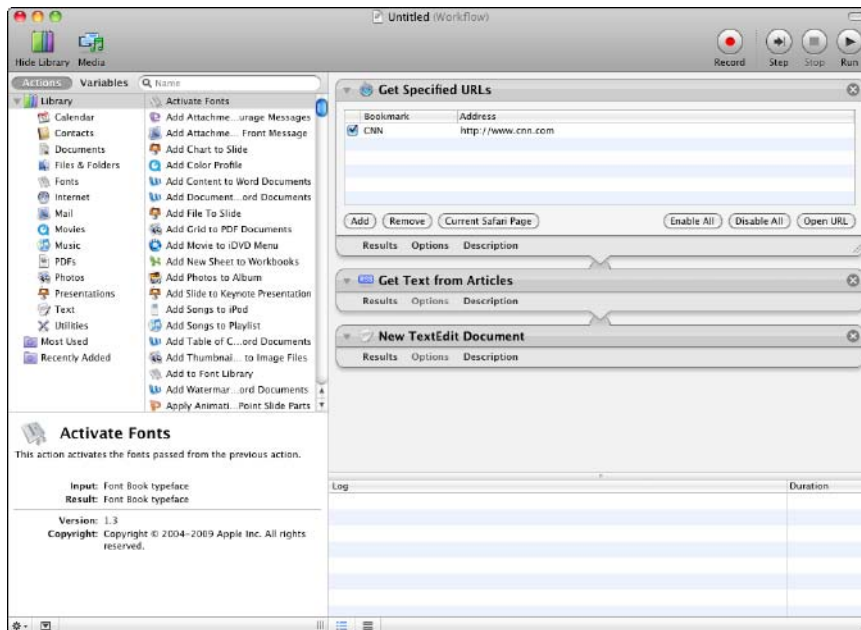 Untitled (Workflow)
Hide Library Media
Record Step Stop Run
Actions Variables Name
Library
Calendar
Contacts
Documents
Files & Folders
Fonts
Internet
Mail
Movies
Music
PDFs
Photos
Presentations
Text
Utilities
Most Used
Recently Added
Activate Fonts
Add Attachme...urage Messages
Add Attachme... Front Message
Add Chart to Slide
Add Color Profile
Add Content to Word Documents
Add Document...ord Documents
Add File To Slide
Add Grid to PDF Documents
Add Movie to iDVD Menu
Add New Sheet to Workbooks
Add Photos to Album
Add Slide to Keynote Presentation
Add Songs to iPod
Add Songs to Playlist
Add Table of C...ord Documents
Add Thumbnai... to Image Files
Add to Font Library
Add Watermar...ord Documents
Apply Animati...Point Slide Parts
Activate Fonts
This action activates the fonts passed from the previous action.
Input: Font Book typeface
Result: Font Book typeface
Version: 1.3
Copyright: Copyright © 2004–2009 Apple Inc. All rights
reserved.
Get Specified URLs
Bookmark Address
CNN http://www.cnn.com
Add Remove Current Safari Page Enable All Disable All Open URL
Results Options Description
Get Text from Articles
Results Options Description
New TextEdit Document
Results Options Description
Log Duration